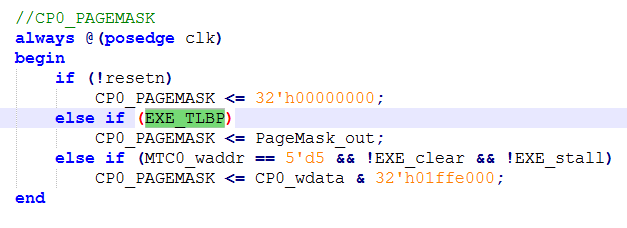 //CP0_PAGEMASK
always @(posedge clk)
begin
if (!resetn)
CP0_PAGEMASK <= 32'h00000000;
else if (EXE_TLBP)
CP0_PAGEMASK <= PageMask_out;
else if (MTC0_waddr == 5'd5 && !EXE_clear && !EXE_stall)
CP0_PAGEMASK <= CP0_wdata & 32'h01ffe000;
end